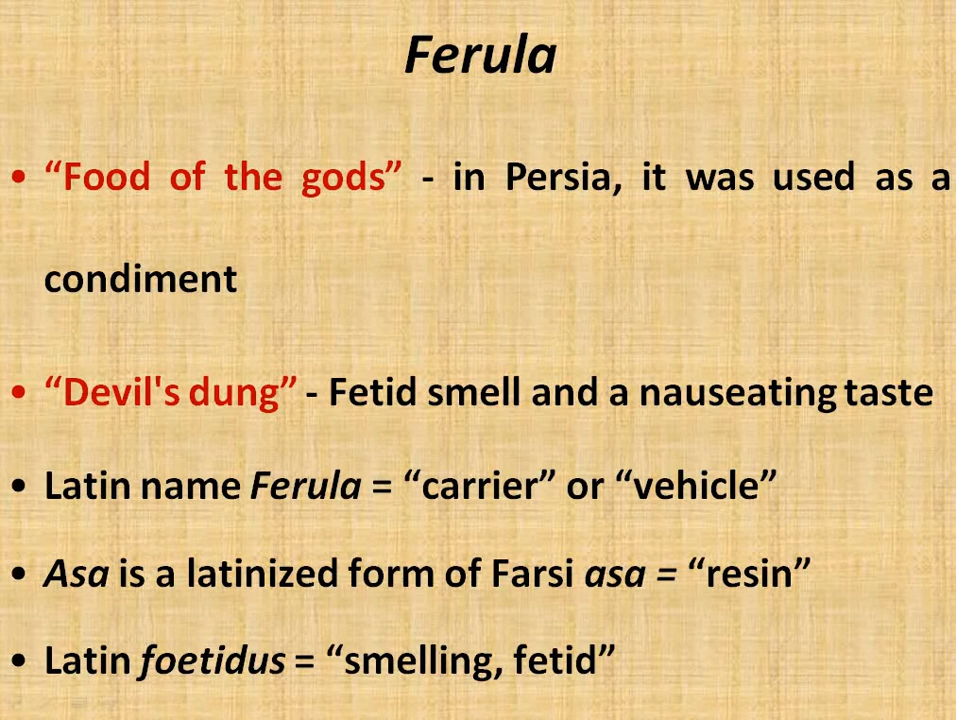 Ferula
• “Food of the gods” - in Persia, it was used as a
condiment
• “Devil's dung” - Fetid smell and a nauseating taste
• Latin name Ferula = “carrier” or “vehicle”
• Asa is a latinized form of Farsi asa = “resin”
• Latin foetidus = “smelling, fetid”